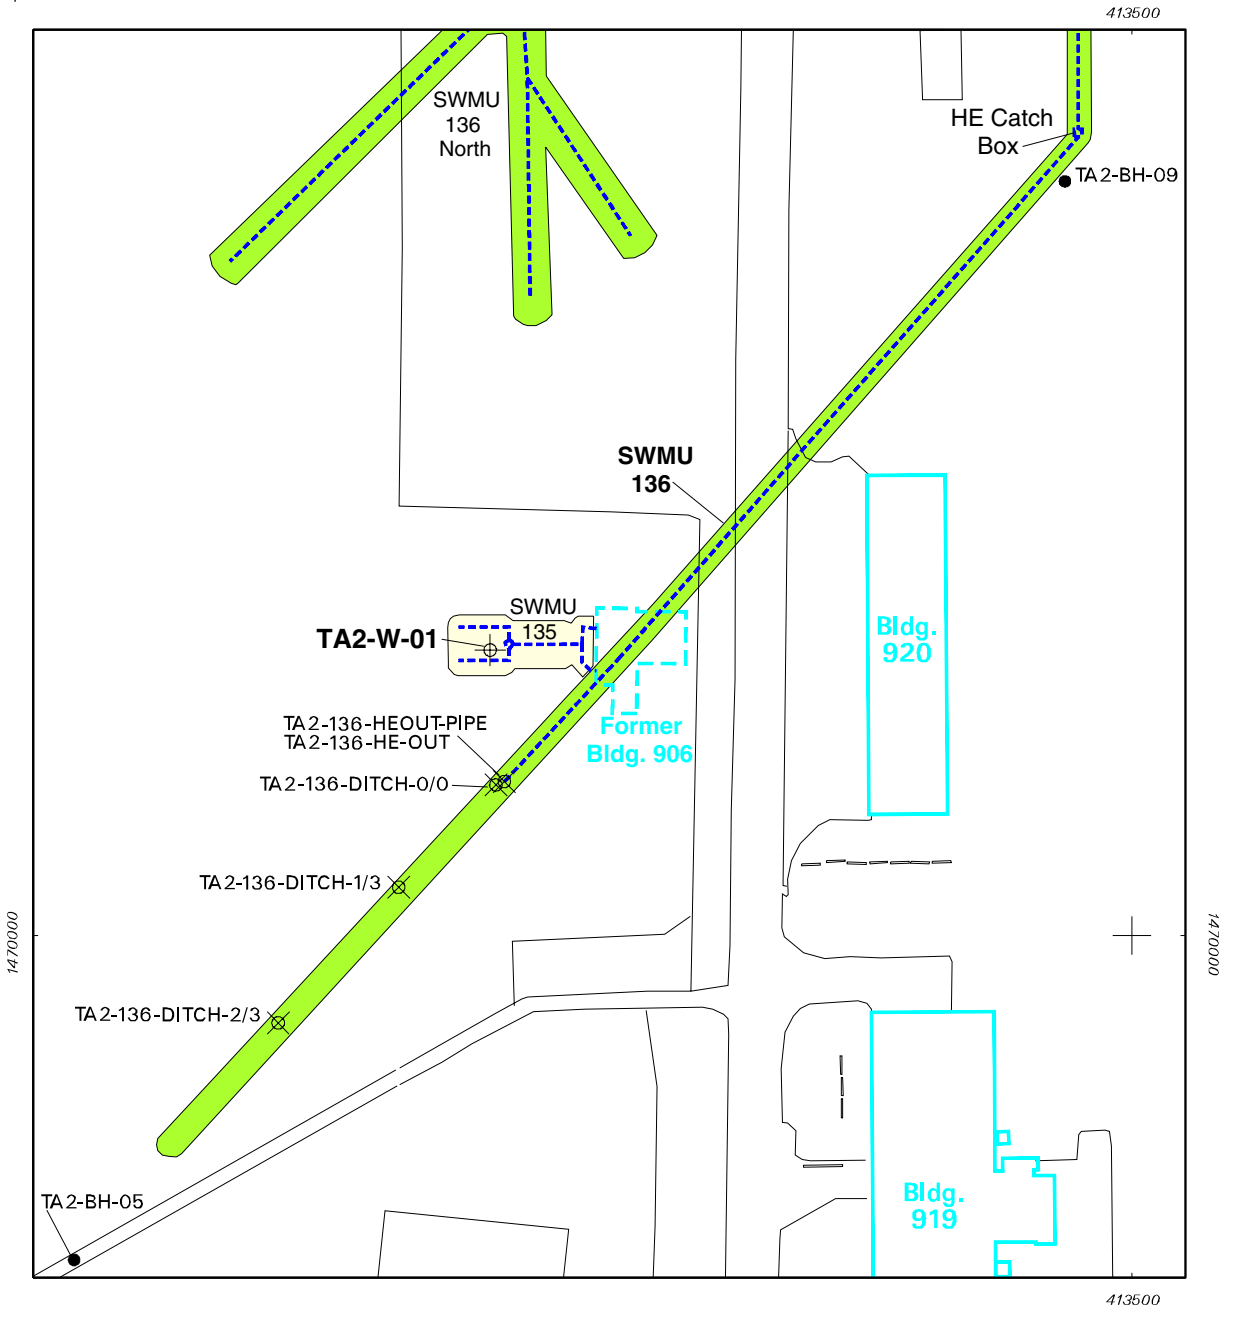 413500
SWMU
136
North
HE Catch
Box
TA2-BH-09
SWMU
136
SWMU
135
TA2-W-01
Bldg.
920
TA2-136-HEOUT-PIPE
TA2-136-HE-OUT
Former
Bldg. 906
TA2-136-DITCH-0/0
TA2-136-DITCH-1/3
1470000
1470000
TA2-136-DITCH-2/3
TA2-BH-05
Bldg.
919
413500